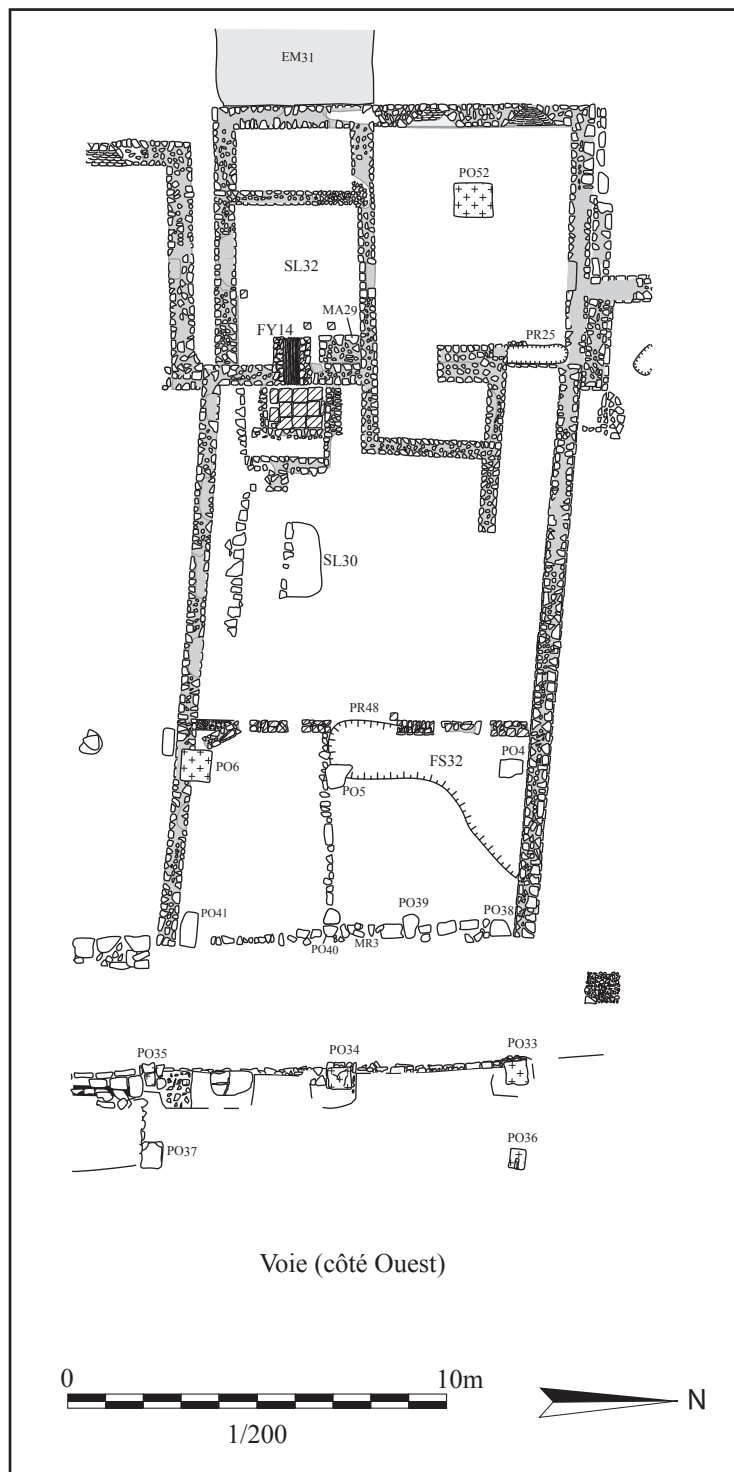 EM31
PO52
SL32
FY14
MA29
PR25
SL30
PR48
FS32
PO4
PO6
PO5
PO41
PO39
PO38
PO40
MR3
PO35
PO34
PO33
PO37
PO36
Voie (côté Ouest)
0 10m
1/200
N